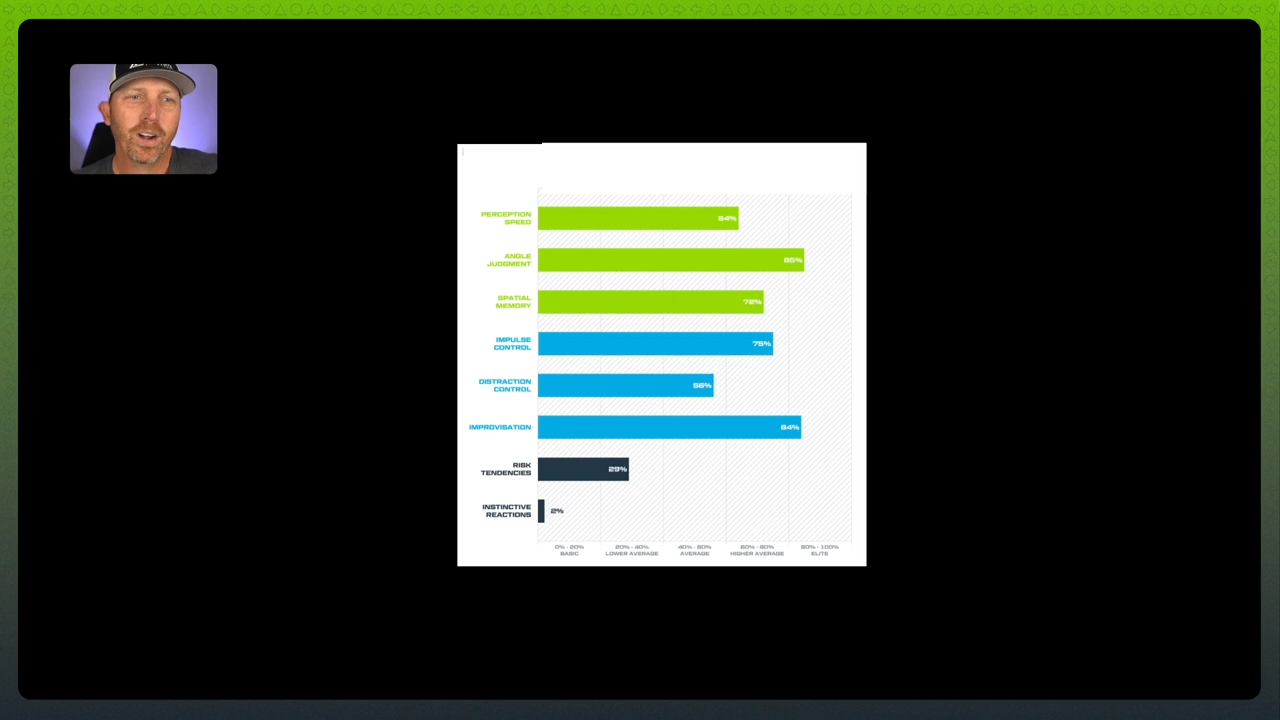 PERCEPTION
SPEED
64%
ANGLE
JUDGMENT
85%
SPATIAL
MEMORY
72%
IMPULSE
CONTROL
75%
DISTRACTION
CONTROL
56%
IMPROVISATION
84%
RISK
TENDENCIES
29%
INSTINCTIVE
REACTIONS
2%
0% - 20%
BASIC
20% - 40%
LOWER AVERAGE
40% - 60%
AVERAGE
60% - 80%
HIGHER AVERAGE
80% - 100%
ELITE